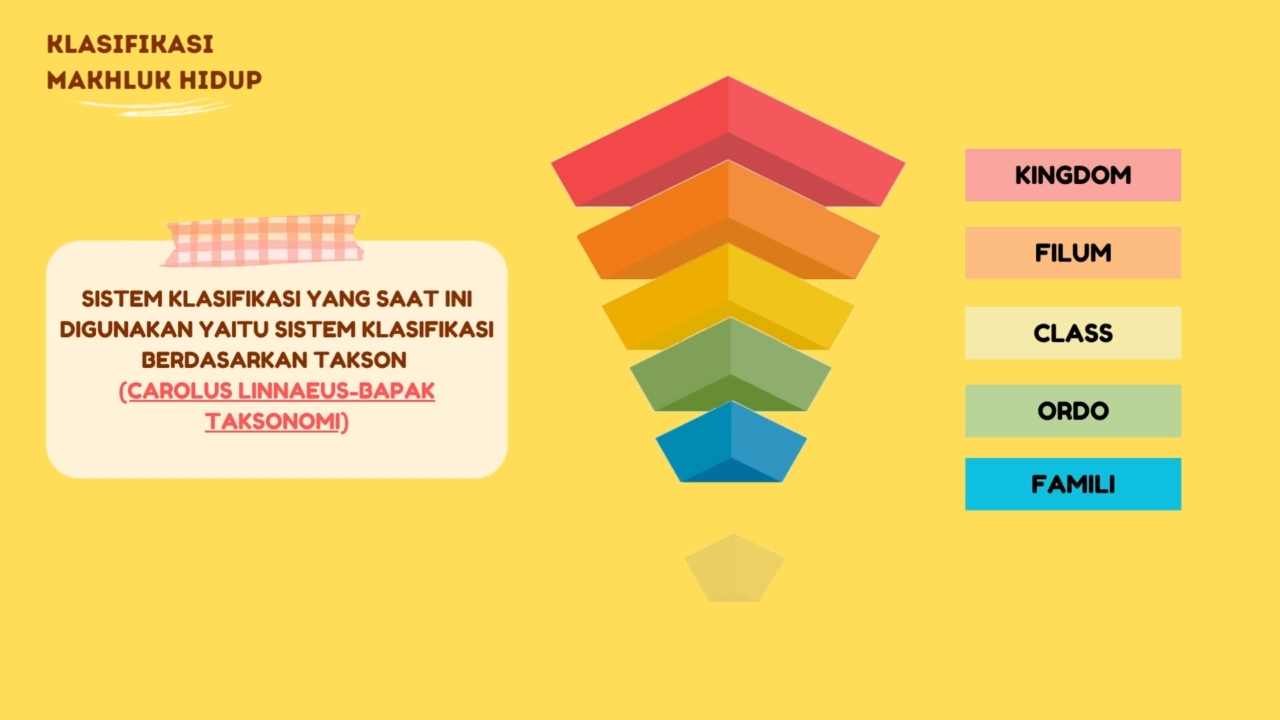 KLASIFIKASI
MAKHLUK HIDUP
SISTEM KLASIFIKASI YANG SAAT INI
DIGUNAKAN YAITU SISTEM KLASIFIKASI
BERDASARKAN TAKSON
(CAROLUS LINNAEUS-BAPAK
TAKSONOMI)
KINGDOM
FILUM
CLASS
ORDO
FAMILI